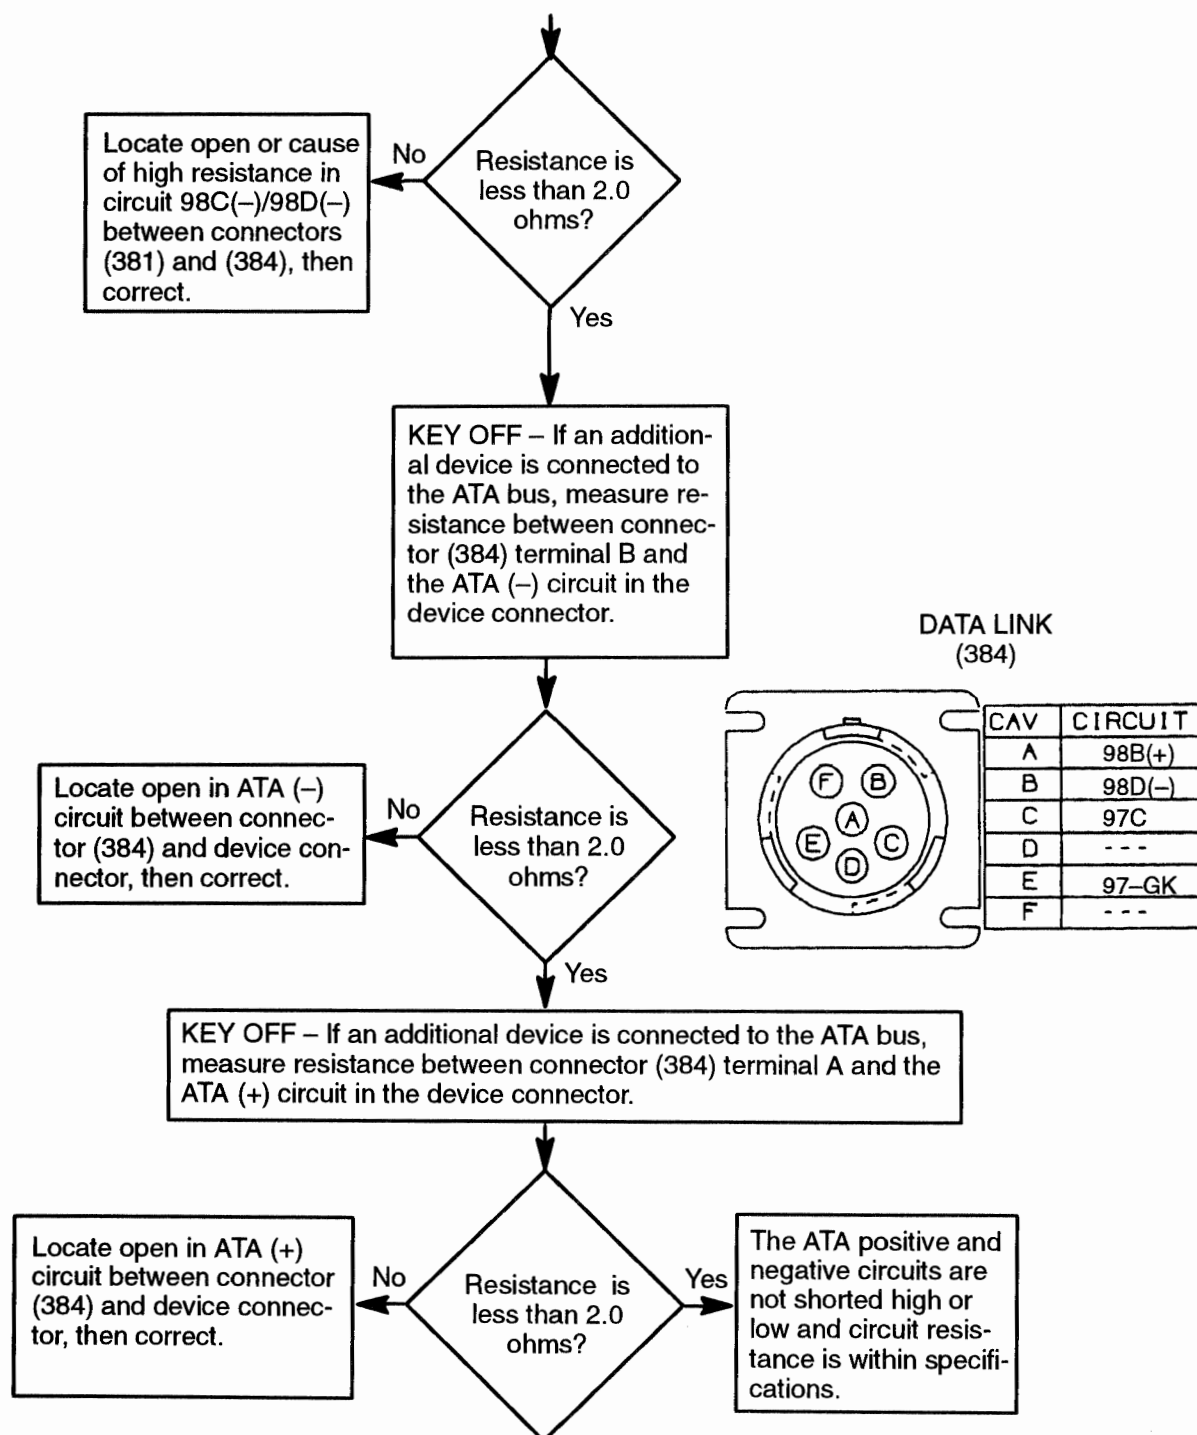 Resistance is
less than 2.0
ohms?
No
Locate open or cause
of high resistance in
circuit 98C(–)/98D(–)
between connectors
(381) and (384), then
correct.
Yes
KEY OFF – If an addition-
al device is connected to
the ATA bus, measure re-
sistance between connec-
tor (384) terminal B and
the ATA (–) circuit in the
device connector.
DATA LINK
(384)
F B
A
E C
D
CAV CIRCUIT
A 98B(+)
B 98D(–)
C 97C
D - - -
E 97–GK
F - - -
Resistance is
less than 2.0
ohms?
No
Locate open in ATA (–)
circuit between connec-
tor (384) and device con-
nector, then correct.
Yes
KEY OFF – If an additional device is connected to the ATA bus,
measure resistance between connector (384) terminal A and the
ATA (+) circuit in the device connector.
Resistance is
less than 2.0
ohms?
No
Locate open in ATA (+)
circuit between connector
(384) and device connec-
tor, then correct.
Yes
The ATA positive and
negative circuits are
not shorted high or
low and circuit resis-
tance is within specifi-
cations.